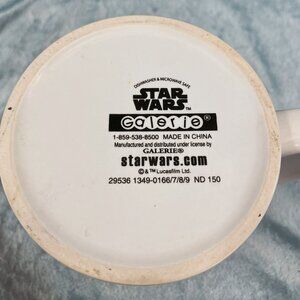 DISHWASHER & MICROWAVE SAFE
STAR
WARS™
Galerie®
1-859-538-8500 MADE IN CHINA
Manufactured and distributed under license by
GALERIE®
starwars.com
© & ™ Lucasfilm Ltd.
29536 1349-0166/7/8/9 ND 150